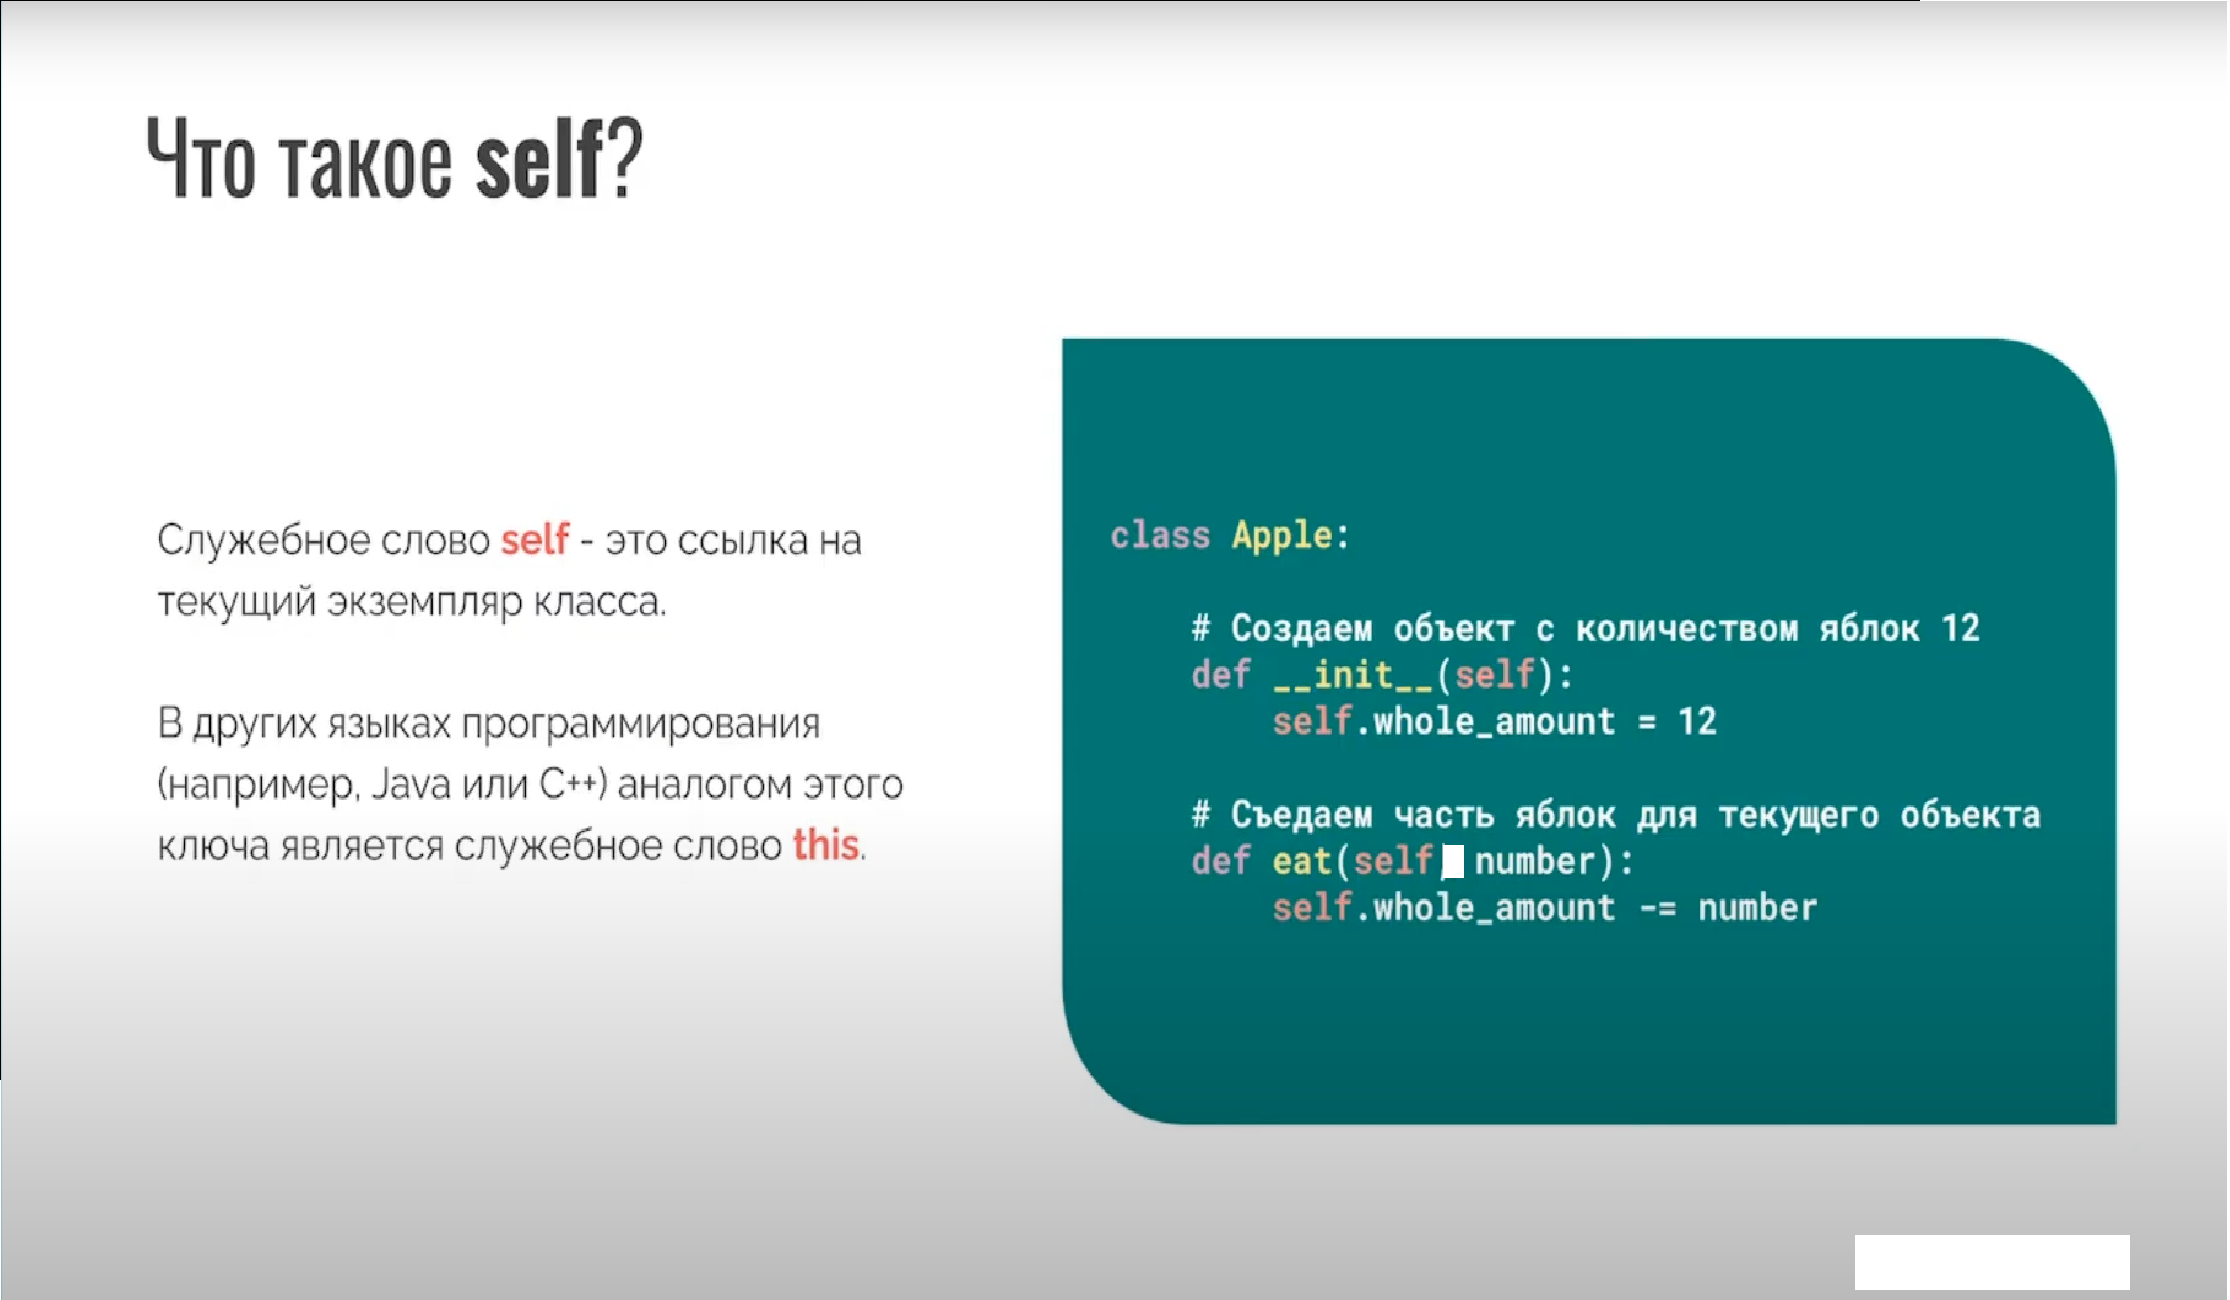 Что такое self?
Служебное слово self - это ссылка на
текущий экземпляр класса.
В других языках программирования
(например, Java или C++) аналогом этого
ключа является служебное слово this.
class Apple:
# Создаем объект с количеством яблок 12
def __init__(self):
self.whole_amount = 12
# Съедаем часть яблок для текущего объекта
def eat(self number):
self.whole_amount -= number